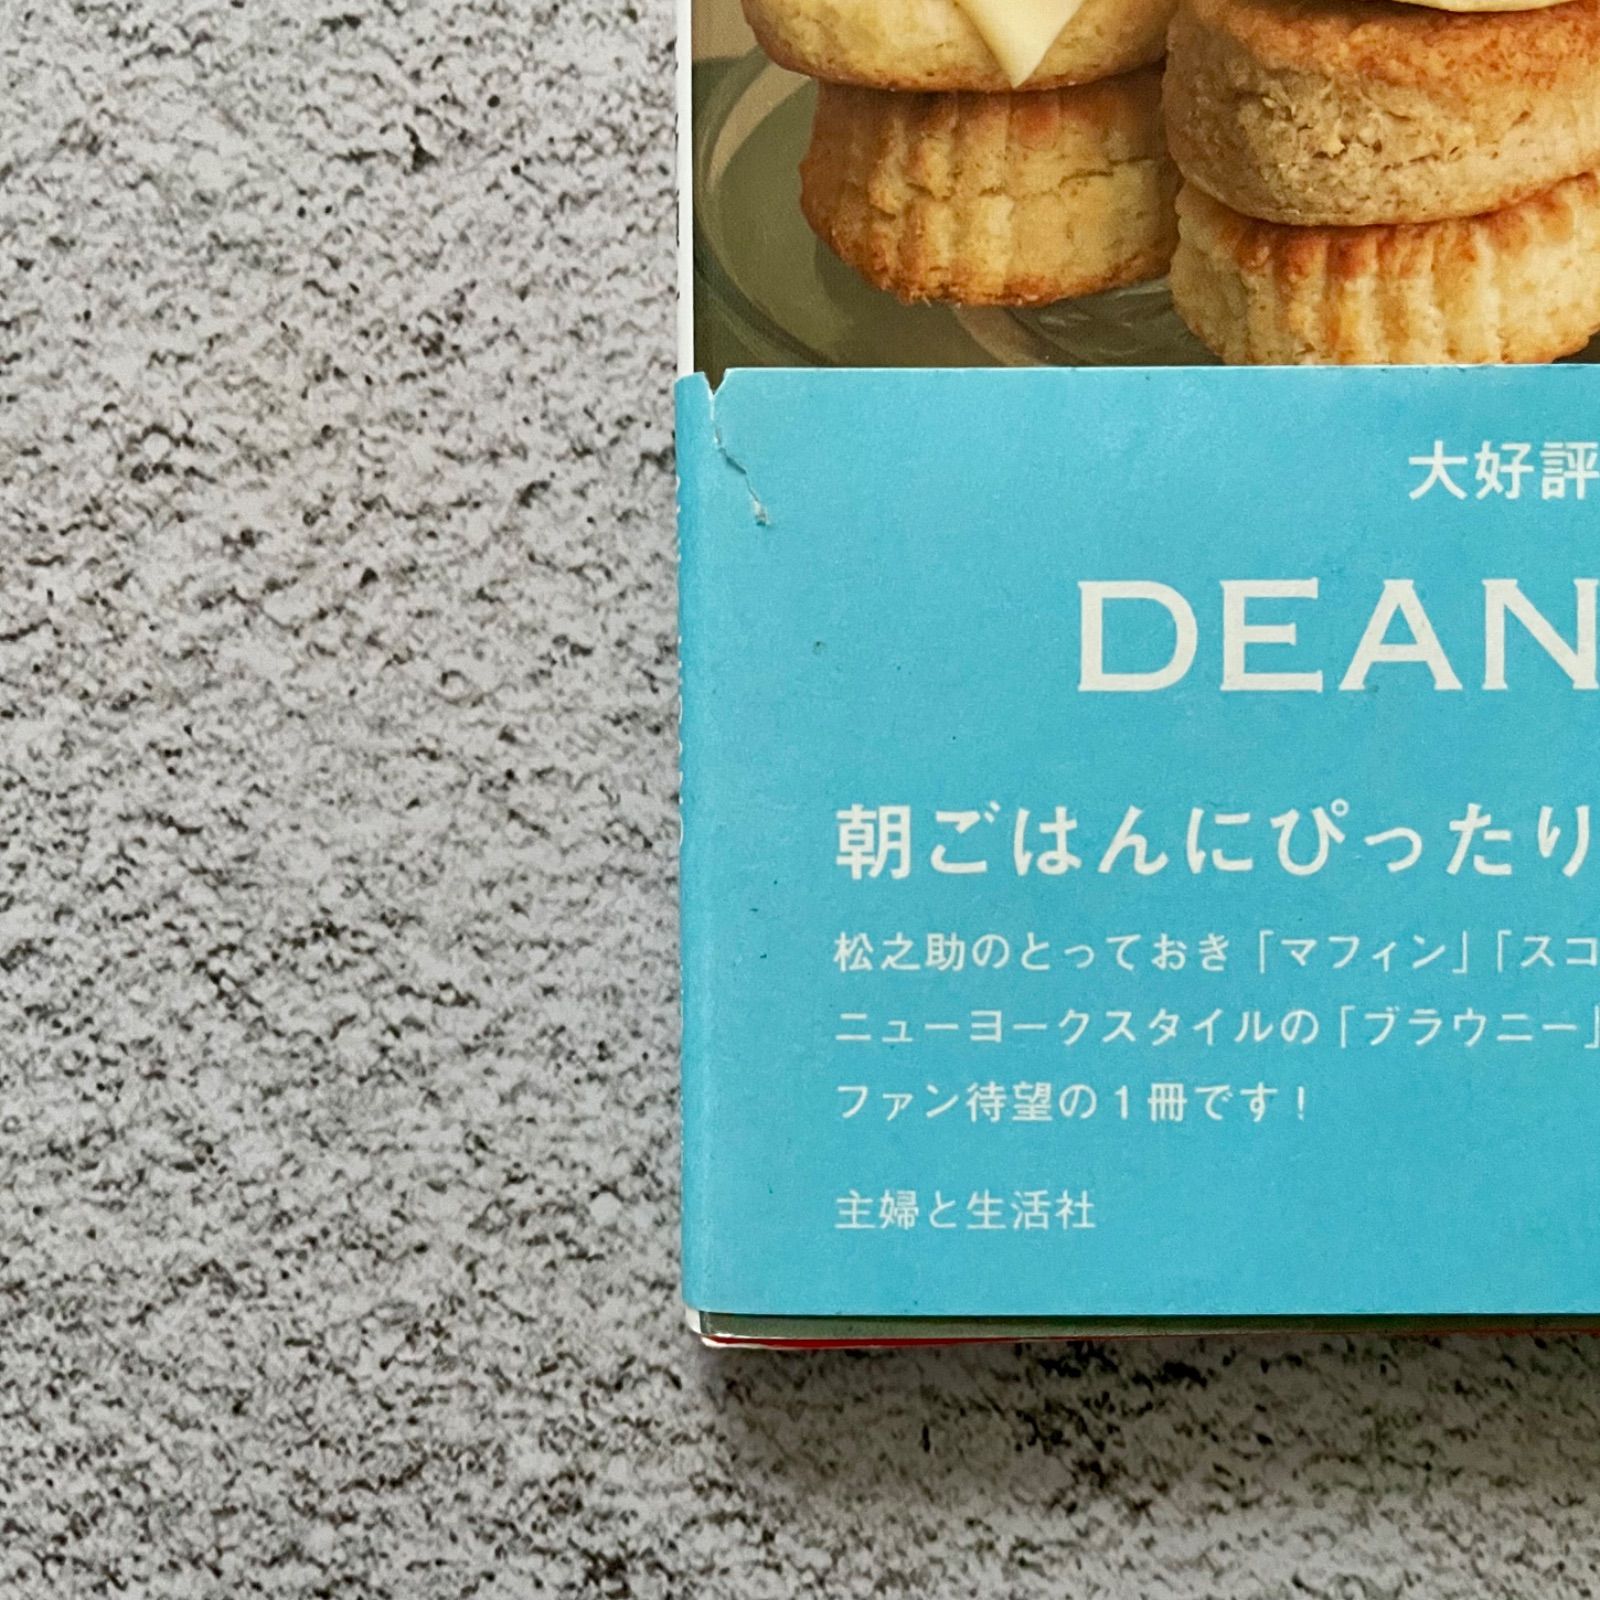 大好評
DEAN
朝ごはんにぴったり
松之助のとっておき「マフィン」「スコ
ニューヨークスタイルの「ブラウニー」
ファン待望の1冊です!
主婦と生活社